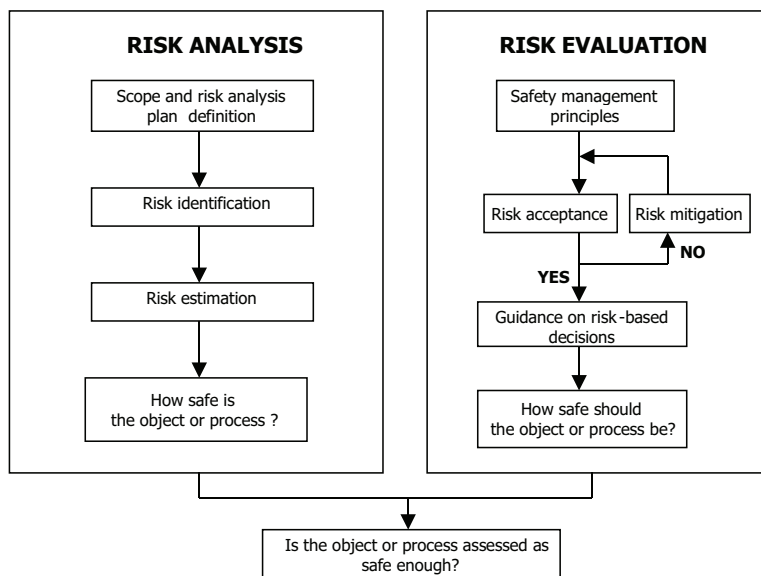 RISK ANALYSIS
Scope and risk analysis
plan definition
Risk identification
Risk estimation
How safe is
the object or process ?
RISK EVALUATION
Safety management
principles
Risk acceptance
Risk mitigation
NO
YES
Guidance on risk-based
decisions
How safe should
the object or process be?
Is the object or process assessed as
safe enough?